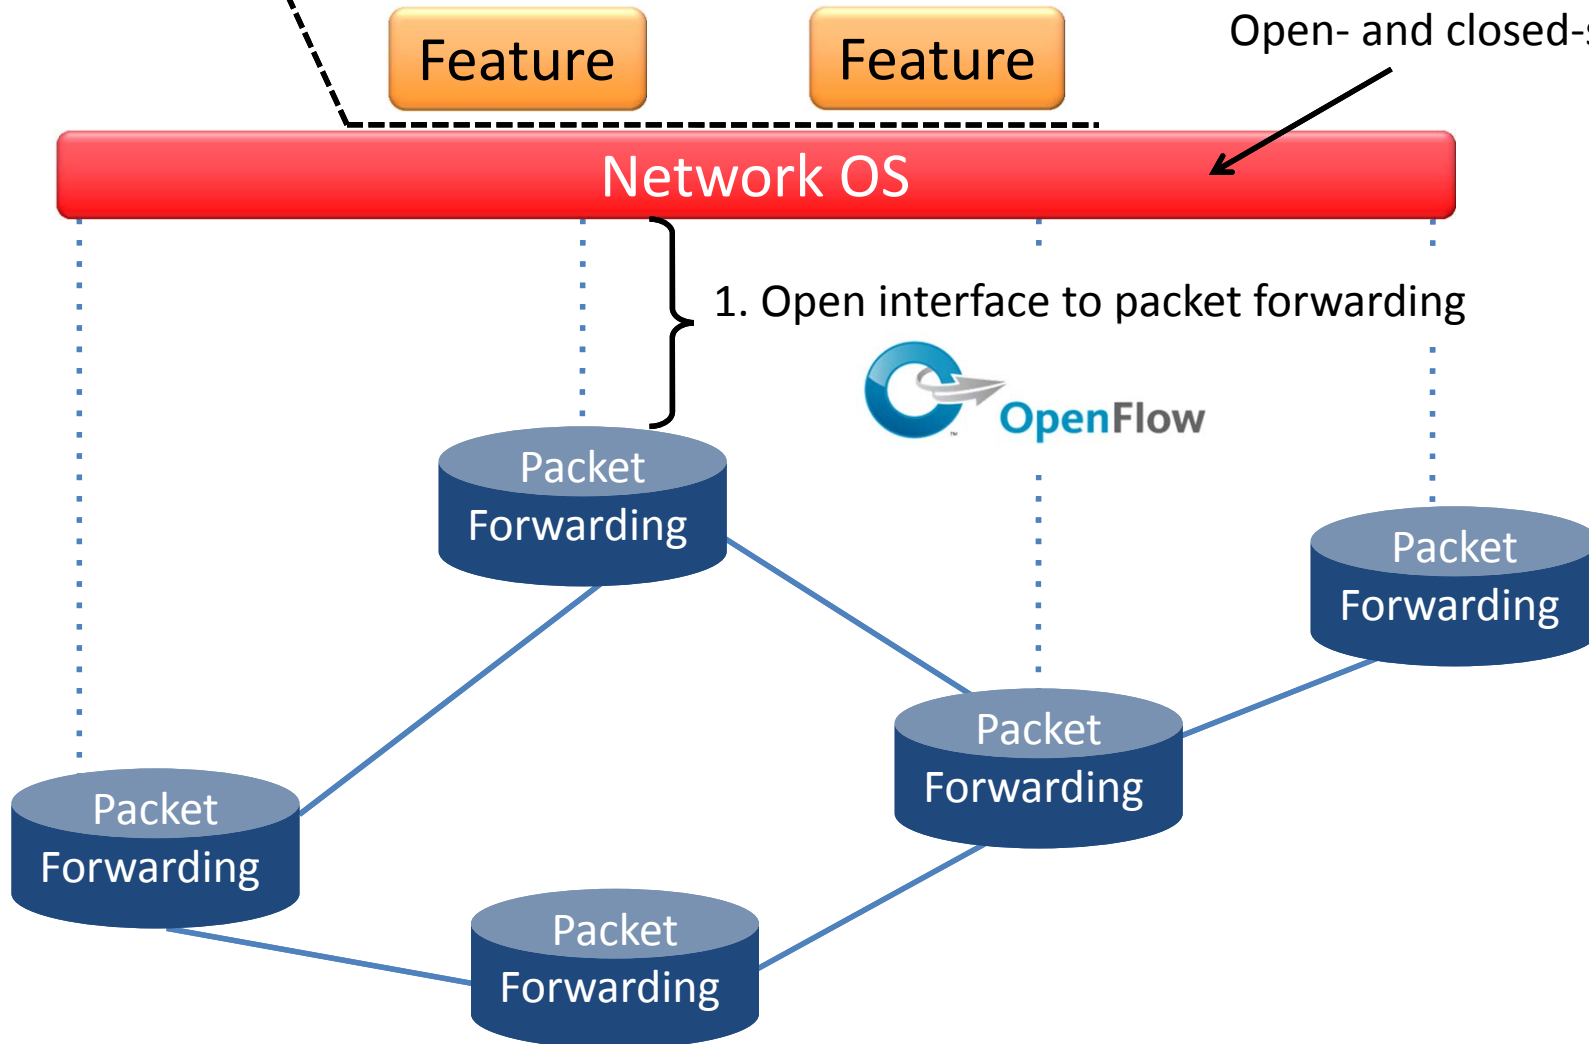 Feature
Feature
Open- and closed-s
Network OS
1. Open interface to packet forwarding
OpenFlow
Packet
Forwarding
Packet
Forwarding
Packet
Forwarding
Packet
Forwarding
Packet
Forwarding